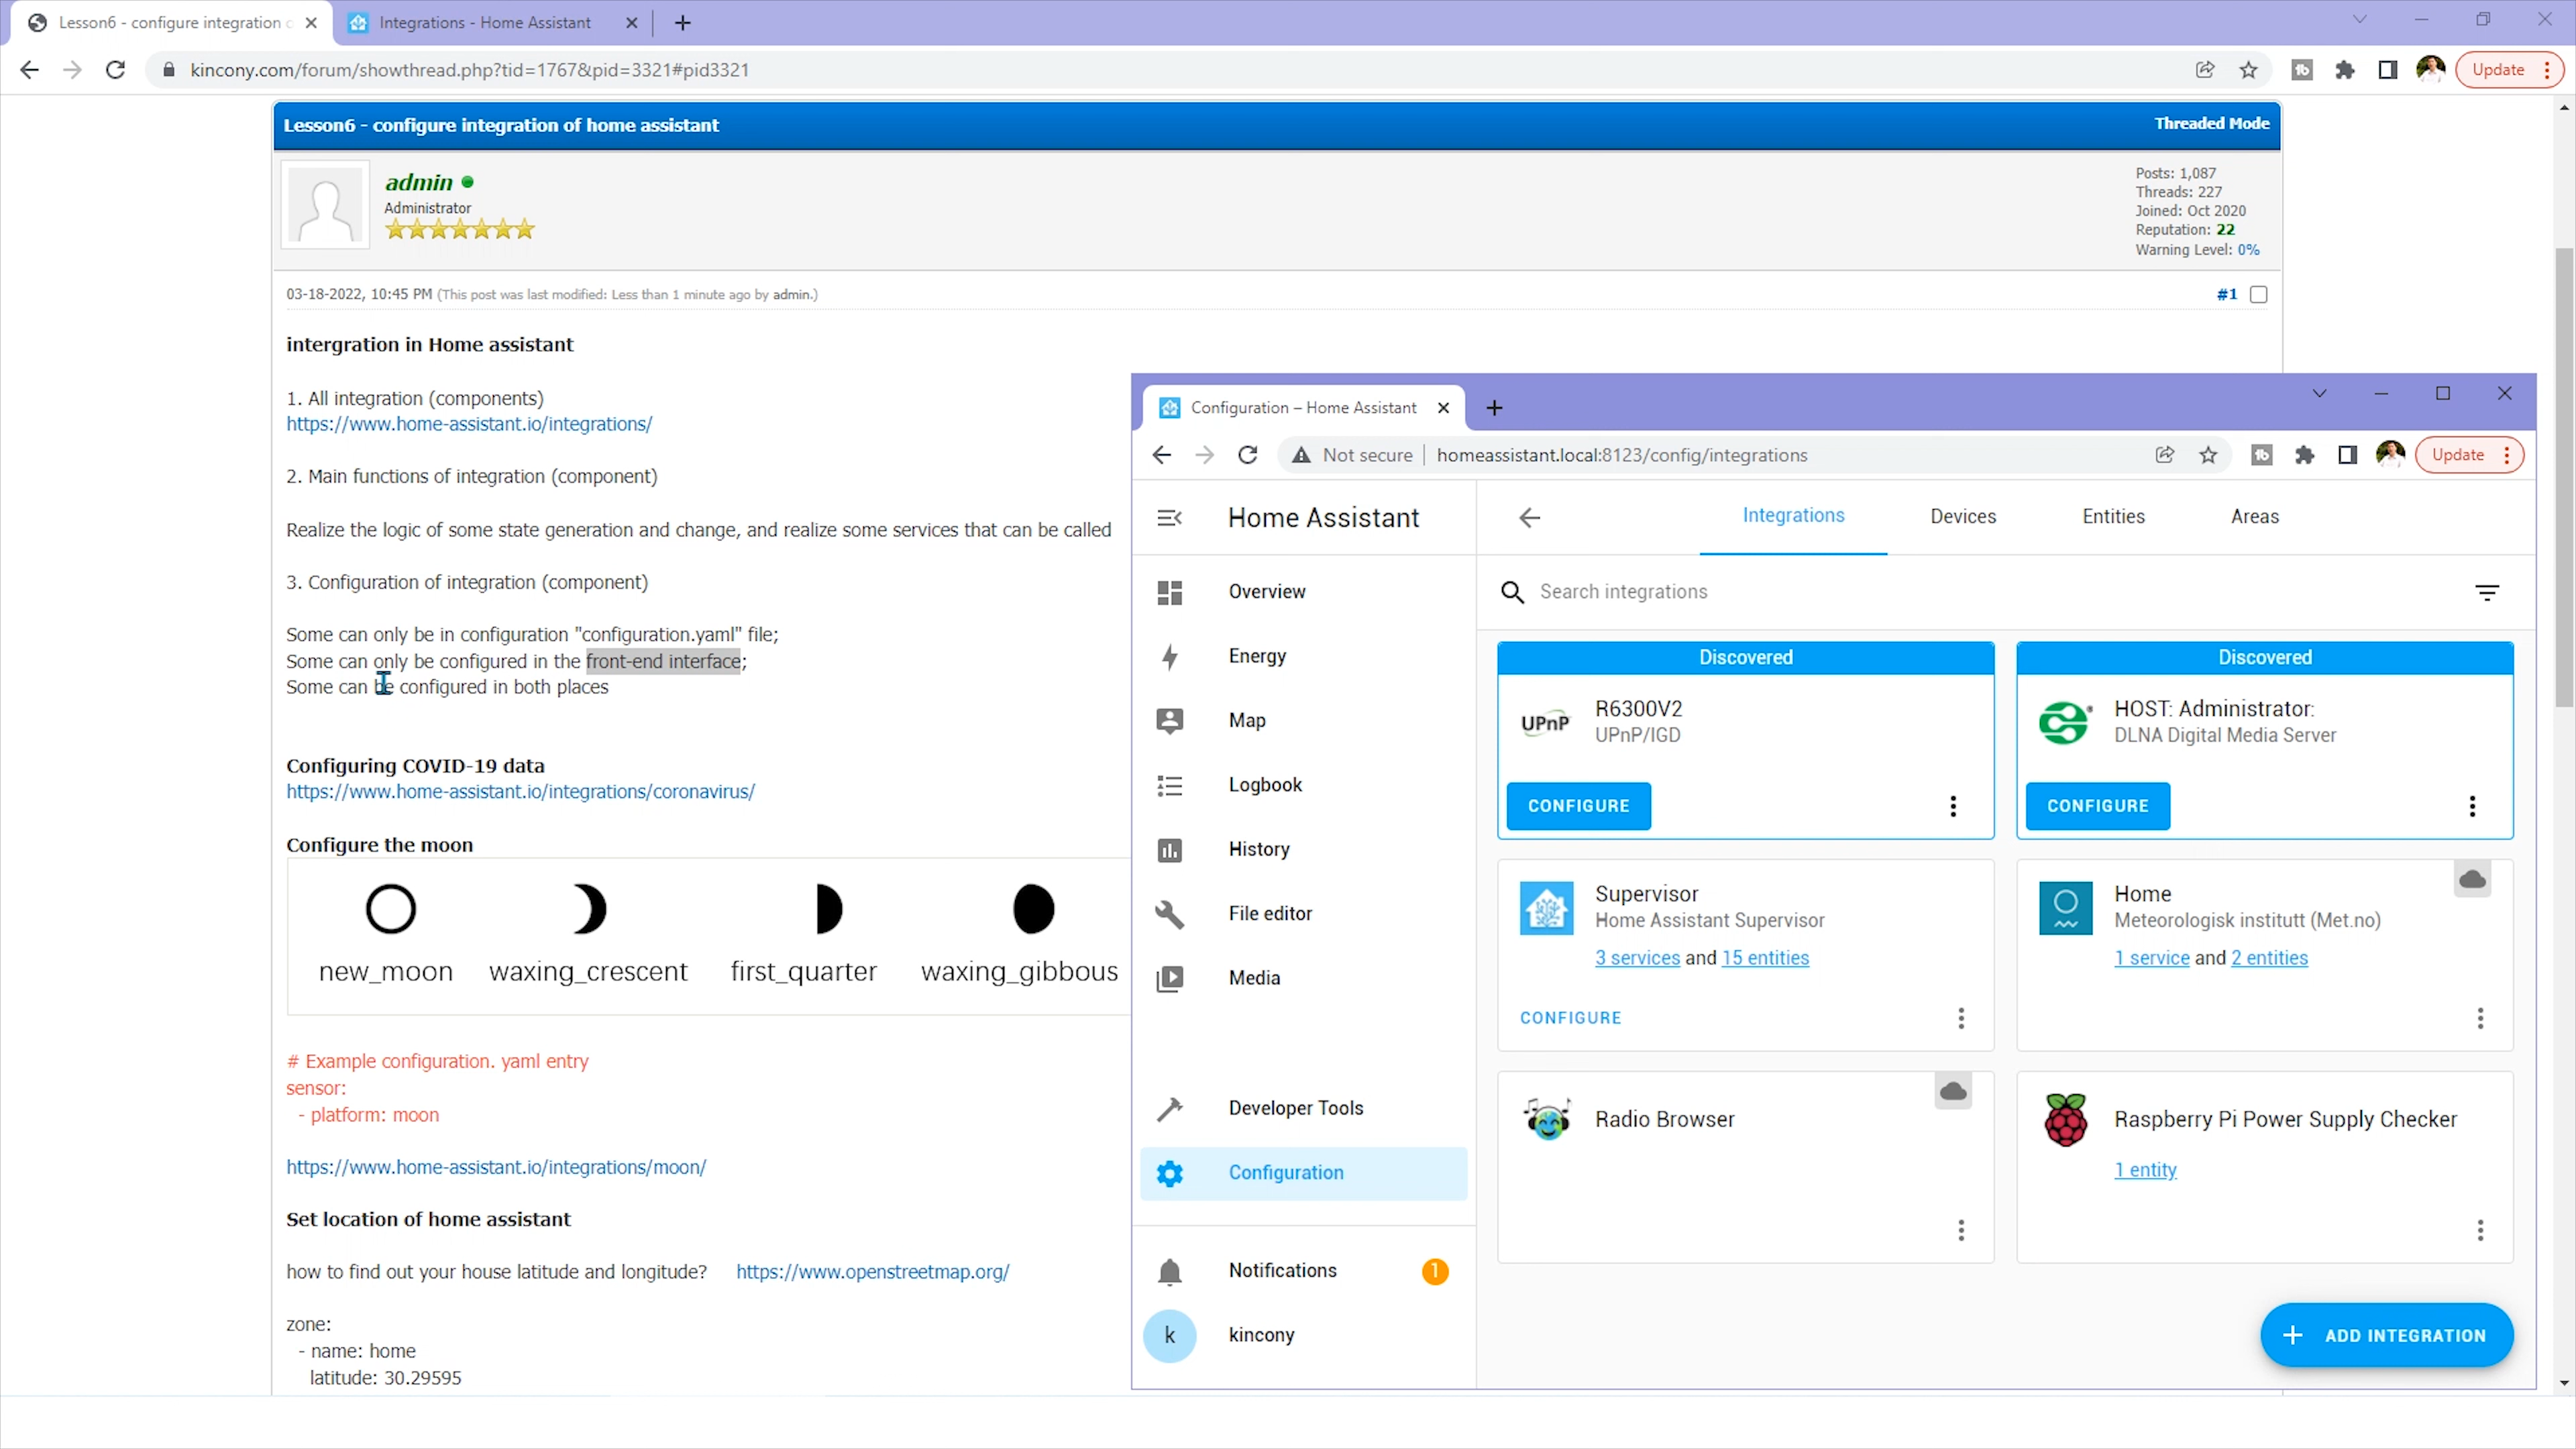 Lesson6 - configure integration o
Integrations - Home Assistant
kincony.com/forum/showthread.php?tid=1767&pid=3321#pid3321
Update
Lesson6 - configure integration of home assistant
Threaded Mode
admin
Administrator
Posts: 1,087
Threads: 227
Joined: Oct 2020
Reputation: 22
Warning Level: 0%
03-18-2022, 10:45 PM (This post was last modified: Less than 1 minute ago by admin.)
#1
intergration in Home assistant
1. All integration (components)
https://www.home-assistant.io/integrations/
2. Main functions of integration (component)
Realize the logic of some state generation and change, and realize some services that can be called
3. Configuration of integration (component)
Some can only be in configuration "configuration.yaml" file;
Some can only be configured in the front-end interface;
Some can be configured in both places
Configuring COVID-19 data
https://www.home-assistant.io/integrations/coronavirus/
Configure the moon
new_moon waxing_crescent first_quarter waxing_gibbous
# Example configuration. yaml entry
sensor:
- platform: moon
https://www.home-assistant.io/integrations/moon/
Set location of home assistant
how to find out your house latitude and longitude? https://www.openstreetmap.org/
zone:
- name: home
latitude: 30.29595
Configuration – Home Assistant
Not secure
homeassistant.local:8123/config/integrations
Update
Home Assistant
Overview
Energy
Map
Logbook
History
File editor
Media
Developer Tools
Configuration
Notifications
1
k
kincony
Integrations
Devices
Entities
Areas
Search integrations
Discovered
UPnP
R6300V2
UPnP/IGD
CONFIGURE
Discovered
HOST: Administrator:
DLNA Digital Media Server
CONFIGURE
Supervisor
Home Assistant Supervisor
3 services and 15 entities
CONFIGURE
Home
Meteorologisk institutt (Met.no)
1 service and 2 entities
Radio Browser
Raspberry Pi Power Supply Checker
1 entity
ADD INTEGRATION